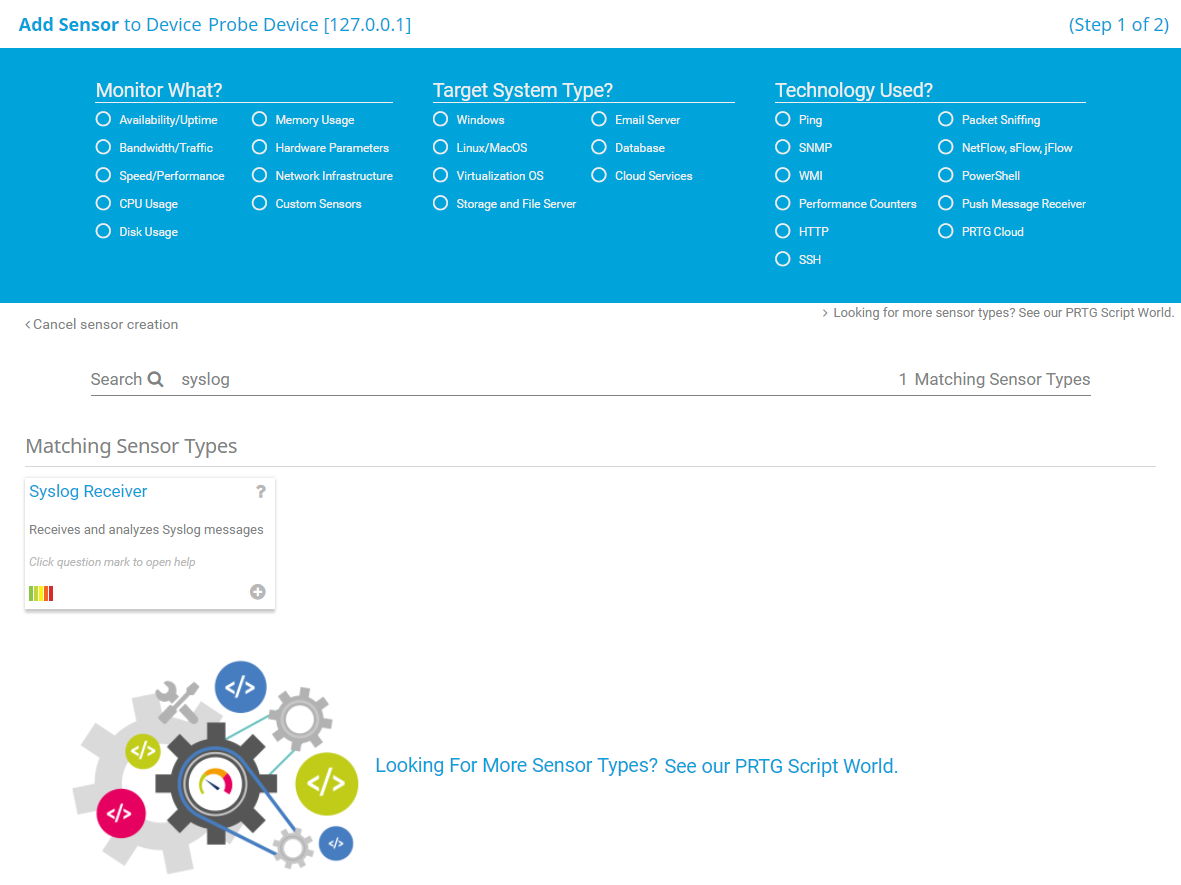 Add Sensor to Device Probe Device [127.0.0.1]
(Step 1 of 2)
Monitor What?
Availability/Uptime
Bandwidth/Traffic
Speed/Performance
CPU Usage
Disk Usage
Memory Usage
Hardware Parameters
Network Infrastructure
Custom Sensors
Target System Type?
Windows
Linux/MacOS
Virtualization OS
Storage and File Server
Email Server
Database
Cloud Services
Technology Used?
Ping
SNMP
WMI
Performance Counters
HTTP
SSH
Packet Sniffing
NetFlow, sFlow, jFlow
PowerShell
Push Message Receiver
PRTG Cloud
Cancel sensor creation
Looking for more sensor types? See our PRTG Script World.
Search syslog
1 Matching Sensor Types
Matching Sensor Types
Syslog Receiver ?
Receives and analyzes Syslog messages
Click question mark to open help
</>
</>
</>
</>
</>
Looking For More Sensor Types? See our PRTG Script World.